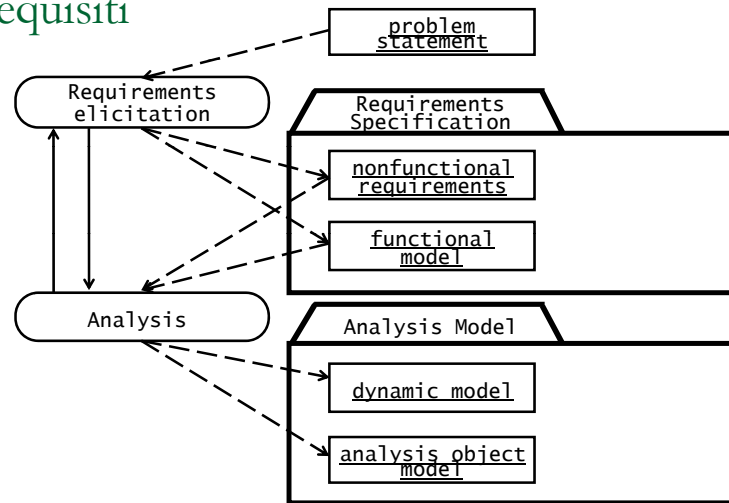 equisiti
problem
statement
Requirements
elicitation
Requirements
Specification
nonfunctional
requirements
functional
model
Analysis
Analysis Model
dynamic model
analysis object
model